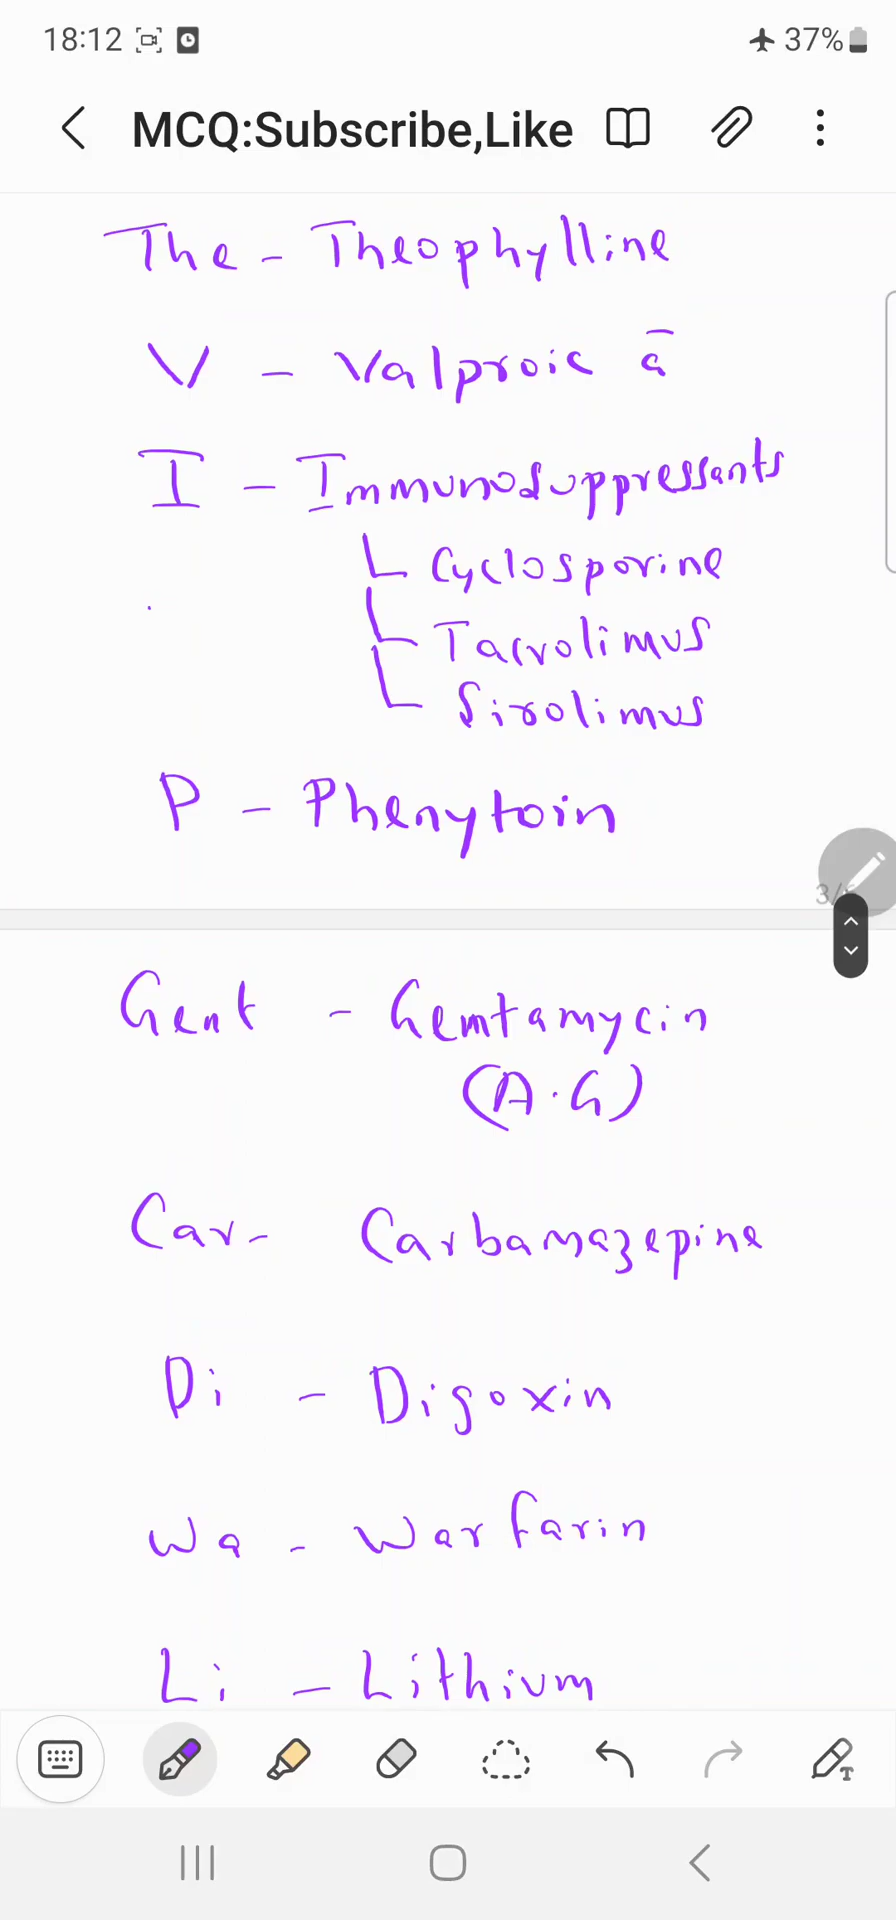 18:12 37%
MCQ:Subscribe,Like
The - Theophylline
V - Valproic ā
I - Immunosuppressants
Cyclosporine
Tacrolimus
Sirolimus
P - Phenytoin
3/
Gent - Gemtamycin
(A.G)
Car- Carbamazepine
Di - Digoxin
Wa - Warfarin
Li - Lithium